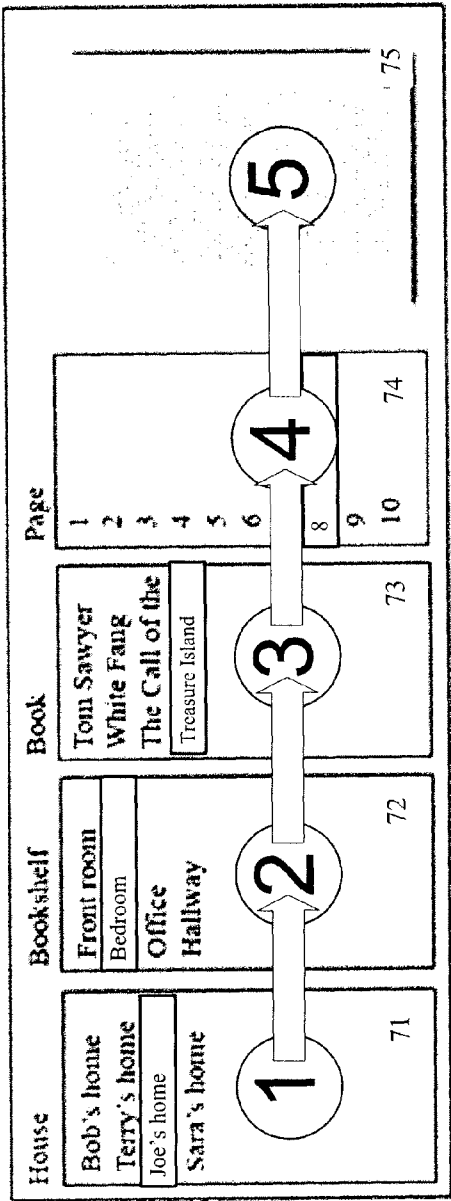 House
Bob's home
Terry's home
Joe's home
Sara's home
1
71
Bookshelf
Front room
Bedroom
Office
Hallway
2
72
Book
Tom Sawyer
White Fang
The Call of the
Treasure Island
3
73
Page
1
2
3
4
5
6
8
9
10
4
74
5
75